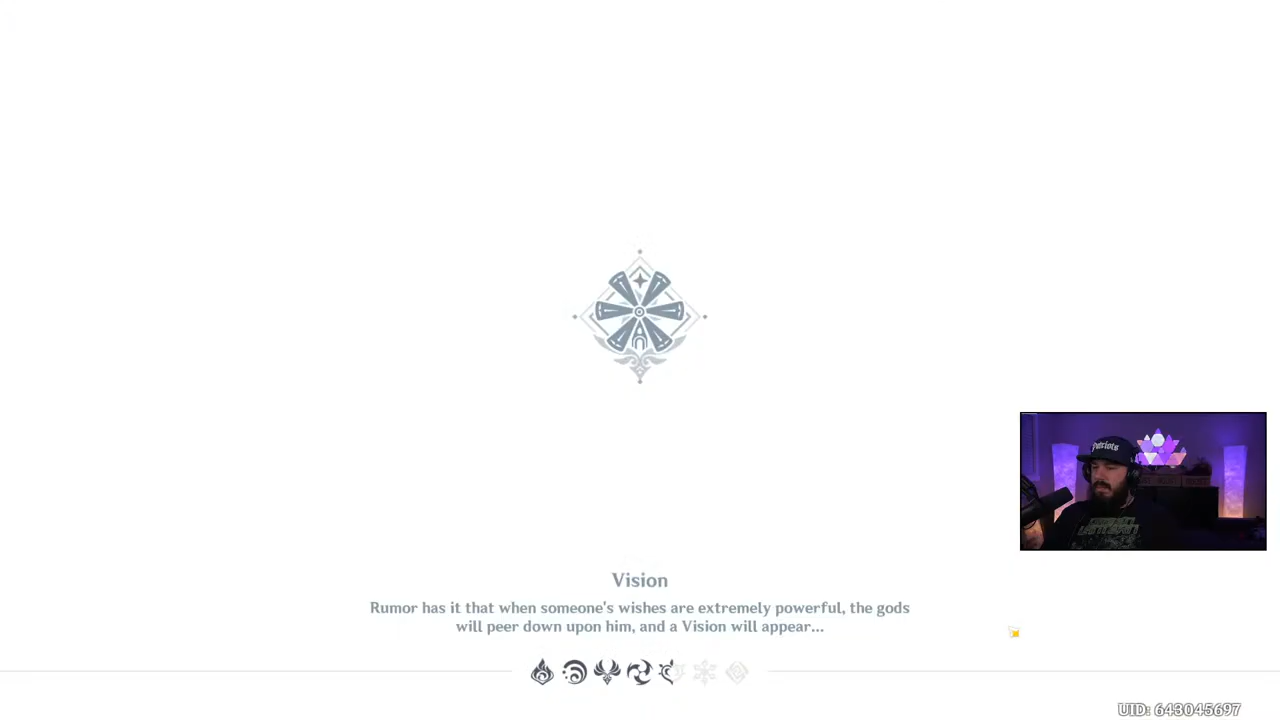 Patriots
Vision
Rumor has it that when someone's wishes are extremely powerful, the gods
will peer down upon him, and a Vision will appear...
UID: 643045697